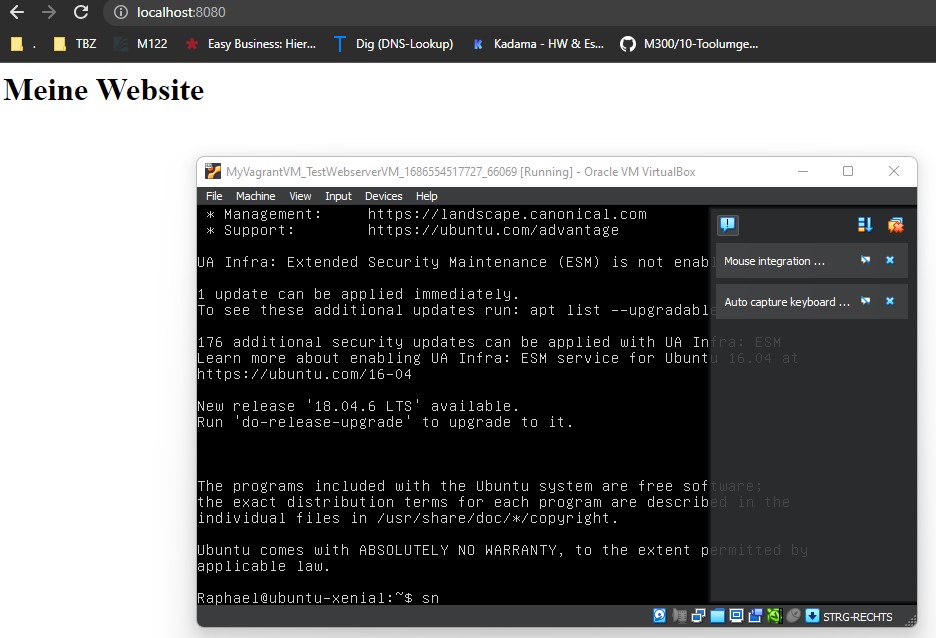 localhost:8080
.
TBZ
M122
Easy Business: Hier...
Dig (DNS-Lookup)
Kadama - HW & Es...
M300/10-Toolumge...
Meine Website
MyVagrantVM_TestWebserverVM_1686554517727_66069 [Running] - Oracle VM VirtualBox
File Machine View Input Devices Help
* Management: https://landscape.canonical.com
* Support: https://ubuntu.com/advantage
UA Infra: Extended Security Maintenance (ESM) is not enab
1 update can be applied immediately.
To see these additional updates run: apt list --upgradable
176 additional security updates can be applied with UA Infra: ESM
Learn more about enabling UA Infra: ESM service for Ubuntu 16.04 at
https://ubuntu.com/16-04
New release '18.04.6 LTS' available.
Run 'do-release-upgrade' to upgrade to it.
The programs included with the Ubuntu system are free software;
the exact distribution terms for each program are described in the
individual files in /usr/share/doc/*/copyright.
Ubuntu comes with ABSOLUTELY NO WARRANTY, to the extent permitted by
applicable law.
Raphael@ubuntu-xenial:~$ sn
Mouse integration ...
Auto capture keyboard ...
STRG-RECHTS